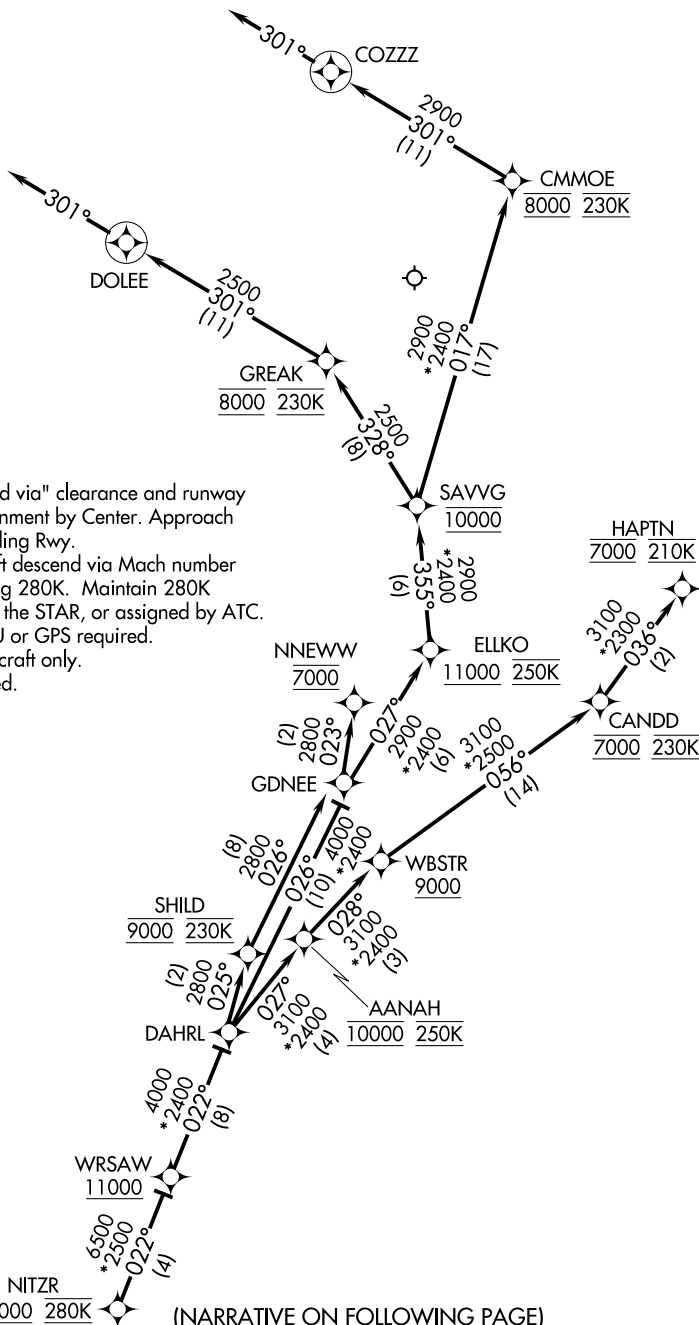 301°
COZZZ
2900
301°
(11)
CMMOE
8000 230K
301°
DOLEE
2500
301°
(11)
2900
*2400
017°
(17)
GREAK
8000 230K
2500
328°
(8)
d via" clearance and runway
nment by Center. Approach
ding Rwy.
ft descend via Mach number
g 280K. Maintain 280K
the STAR, or assigned by ATC.
U or GPS required.
craft only.
ed.
SAVVG
10000
HAPTN
7000 210K
2900
*2400
355°
(6)
3100
*2300
036°
(2)
NNEWW
7000
ELLKO
11000 250K
(2)
2800
023°
027°
2900
*2400
(6)
CANDD
7000 230K
3100
*2500
056°
(14)
GDNEE
(8)
2800
026°
4000
*2400
026°
(10)
WBSTR
9000
SHILD
9000 230K
028°
3100
*2400
(3)
(2)
2800
025°
027°
3100
*2400
(4)
AANAH
10000 250K
DAHRL
4000
*2400
022°
(8)
WRSAW
11000
6500
*2500
022°
(4)
NITZR
000 280K
(NARRATIVE ON FOLLOWING PAGE)